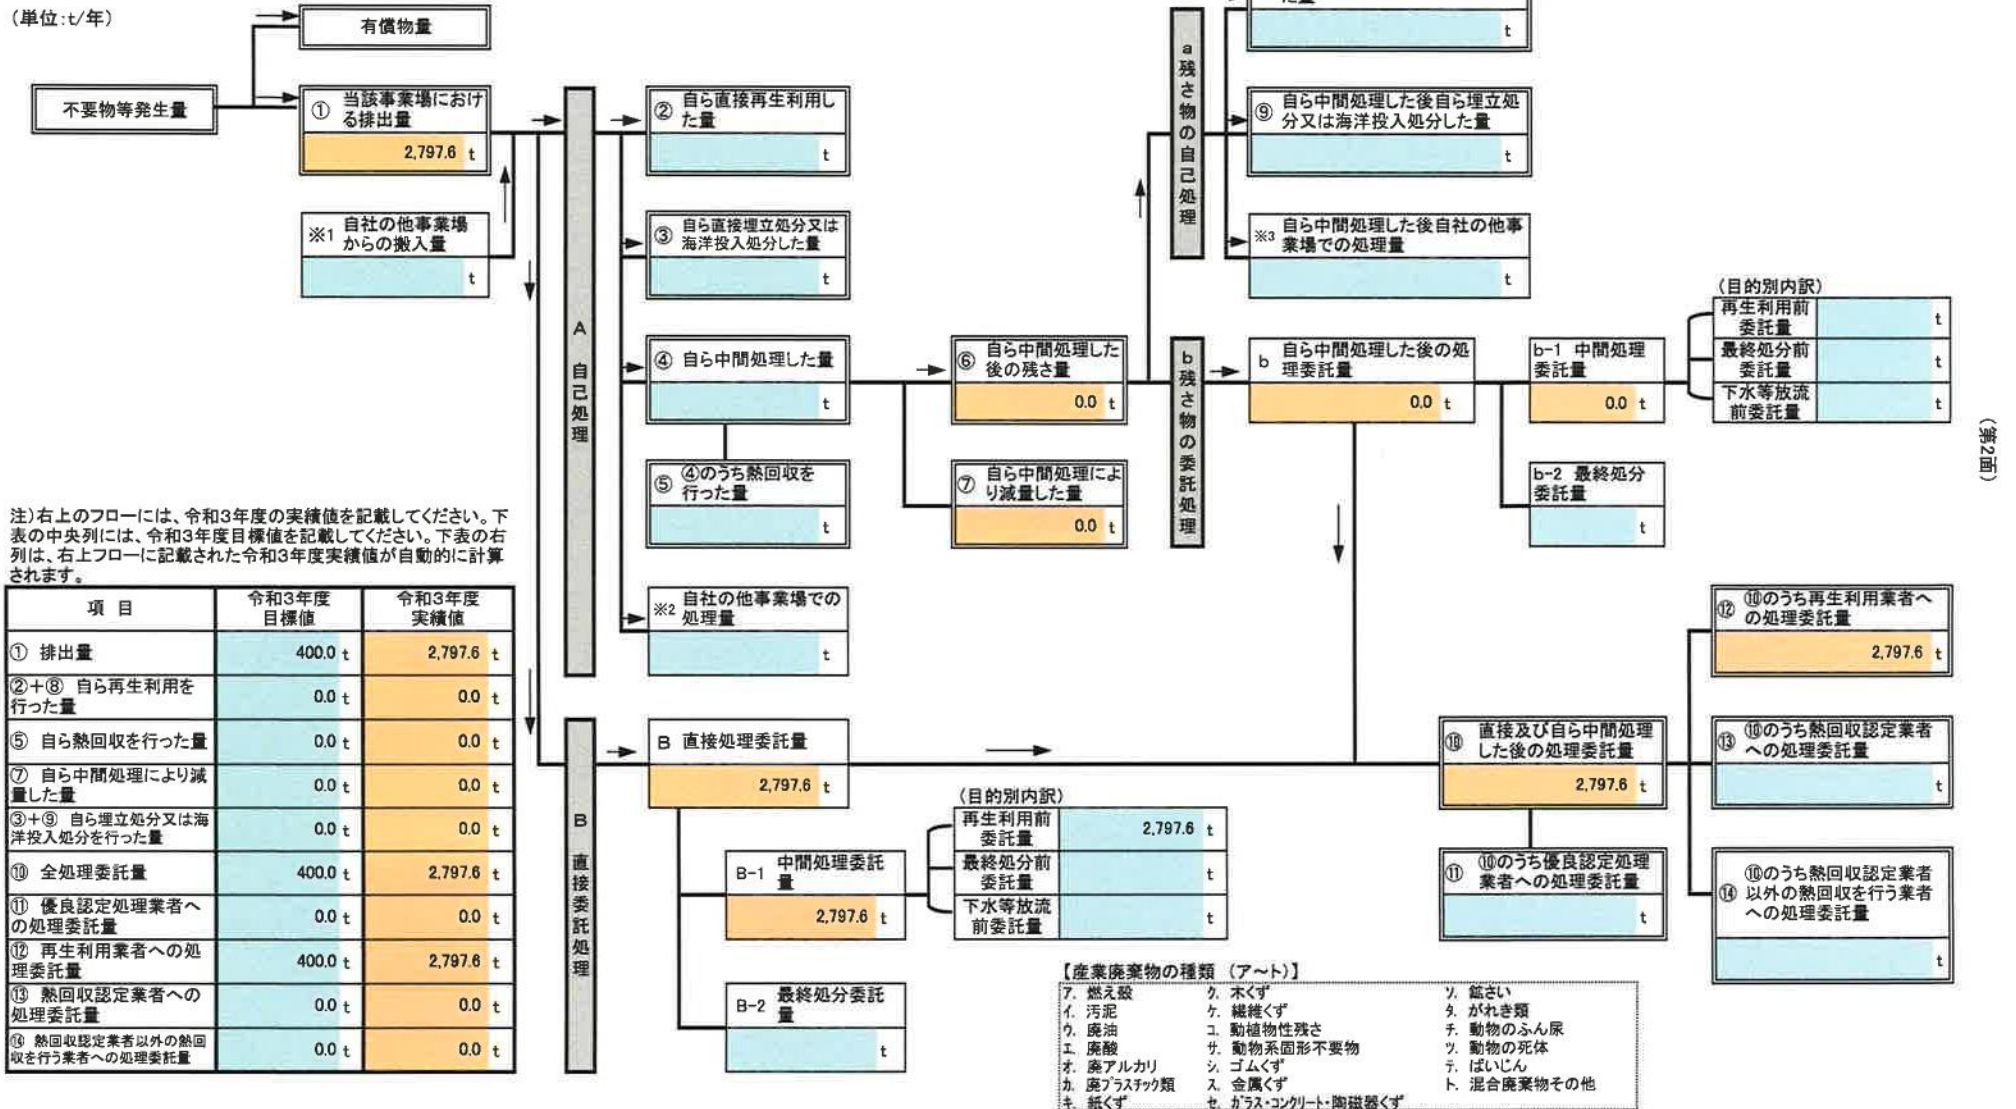 (単位:t/年)
有償物量
不要物等発生量
① 当該事業場におけ
る排出量
2,797.6 t
※1 自社の他事業場
からの搬入量
t
A 自己処理
② 自ら直接再生利用し
た量
t
③ 自ら直接埋立処分又は
海洋投入処分した量
t
④ 自ら中間処理した量
t
⑤ ④のうち熱回収を
行った量
t
※2 自社の他事業場での
処理量
t
⑥ 自ら中間処理した
後の残さ量
0.0 t
⑦ 自ら中間処理によ
り減量した量
0.0 t
a 残さ物の自己処理
た量
t
⑨ 自ら中間処理した後自ら埋立処
分又は海洋投入処分した量
t
※3 自ら中間処理した後自社の他事
業場での処理量
t
b 残さ物の委託処理
b 自ら中間処理した後の処
理委託量
0.0 t
b-1 中間処理
委託量
0.0 t
(目的別内訳)
再生利用前
委託量 t
最終処分前
委託量 t
下水等放流
前委託量 t
b-2 最終処分
委託量
t
(第2面)
注)右上のフローには、令和3年度の実績値を記載してください。下
表の中央列には、令和3年度目標値を記載してください。下表の右
列は、右上フローに記載された令和3年度実績値が自動的に計算
されます。
項 目 令和3年度 目標値 令和3年度 実績値
① 排出量 400.0 t 2,797.6 t
②+⑧ 自ら再生利用を
行った量 0.0 t 0.0 t
⑤ 自ら熱回収を行った量 0.0 t 0.0 t
⑦ 自ら中間処理により減
量した量 0.0 t 0.0 t
③+⑨ 自ら埋立処分又は海
洋投入処分を行った量 0.0 t 0.0 t
⑩ 全処理委託量 400.0 t 2,797.6 t
⑪ 優良認定処理業者へ
の処理委託量 0.0 t 0.0 t
⑫ 再生利用業者への処
理委託量 400.0 t 2,797.6 t
⑬ 熱回収認定業者への
処理委託量 0.0 t 0.0 t
⑭ 熱回収認定業者以外の熱回
収を行う業者への処理委託量 0.0 t 0.0 t
B 直接委託処理
B 直接処理委託量
2,797.6 t
B-1 中間処理委託
量
2,797.6 t
(目的別内訳)
再生利用前
委託量 2,797.6 t
最終処分前
委託量 t
下水等放流
前委託量 t
B-2 最終処分委託
量
t
⑩ 直接及び自ら中間処理
した後の処理委託量
2,797.6 t
⑪ ⑩のうち優良認定処理
業者への処理委託量
t
⑫ ⑩のうち再生利用業者へ
の処理委託量
2,797.6 t
⑬ ⑩のうち熱回収認定業者
への処理委託量
t
⑭ ⑩のうち熱回収認定業者
以外の熱回収を行う業者
への処理委託量
t
【産業廃棄物の種類 (ア~ト)】
ア. 燃え殻 ク. 木くず ソ. 鉱さい
イ. 汚泥 ケ. 繊維くず タ. がれき類
ウ. 廃油 コ. 動植物性残さ チ. 動物のふん尿
エ. 廃酸 サ. 動物系固形不要物 ツ. 動物の死体
オ. 廃アルカリ シ. ゴムくず テ. ばいじん
カ. 廃プラスチック類 ス. 金属くず ト. 混合廃棄物その他
キ. 紙くず セ. ガラス・コンクリート・陶磁器くず